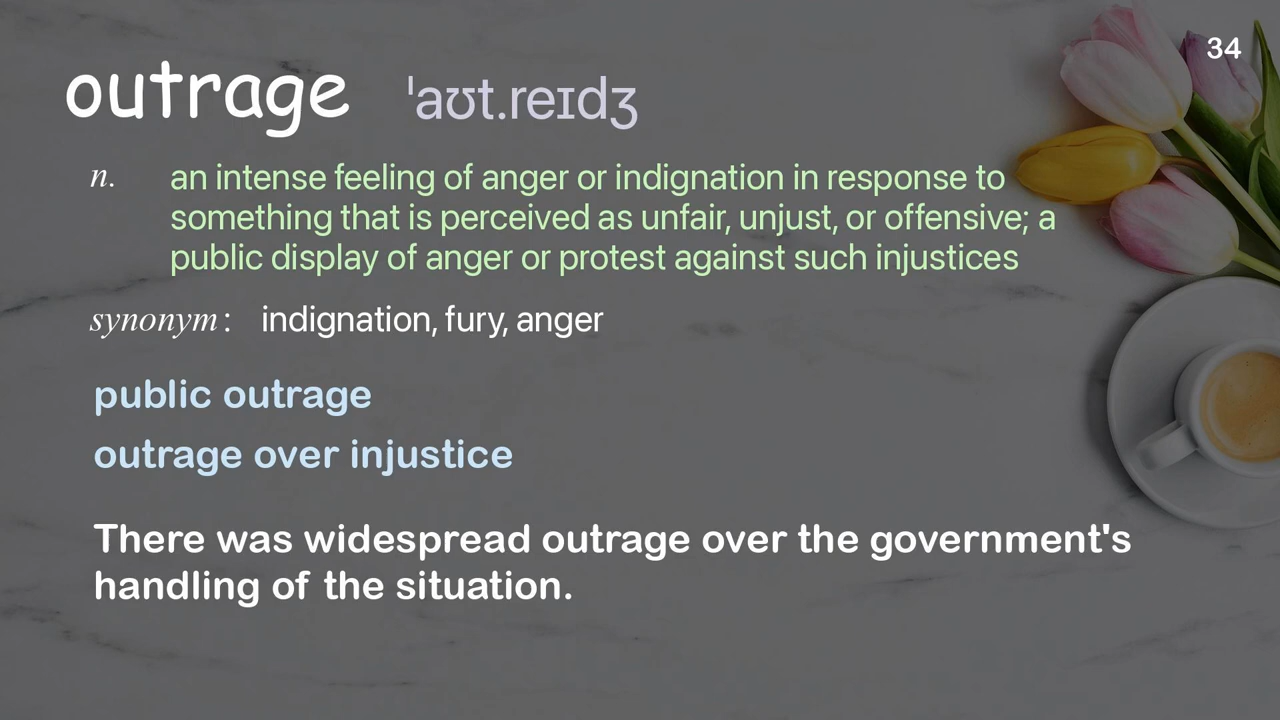 34
outrage ˈaʊt.reɪdʒ
n. an intense feeling of anger or indignation in response to
something that is perceived as unfair, unjust, or offensive; a
public display of anger or protest against such injustices
synonym: indignation, fury, anger
public outrage
outrage over injustice
There was widespread outrage over the government's
handling of the situation.